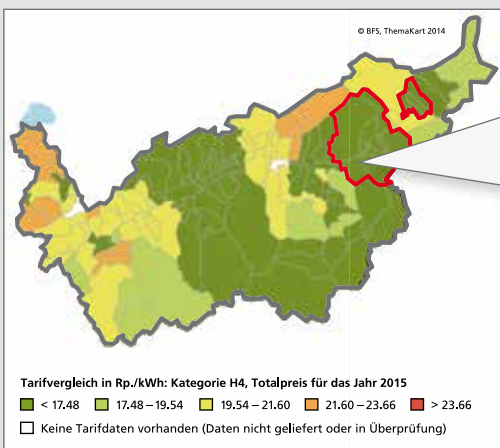 © BFS, ThemaKart 2014
Tarifvergleich in Rp./kWh: Kategorie H4, Totalpreis für das Jahr 2015
< 17.48 17.48 – 19.54 19.54 – 21.60 21.60 – 23.66 > 23.66
Keine Tarifdaten vorhanden (Daten nicht geliefert oder in Überprüfung)